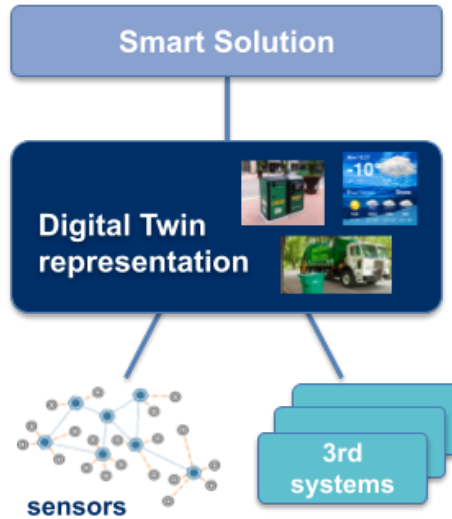 Smart Solution
-10°
Digital Twin
representation
sensors
3rd
systems